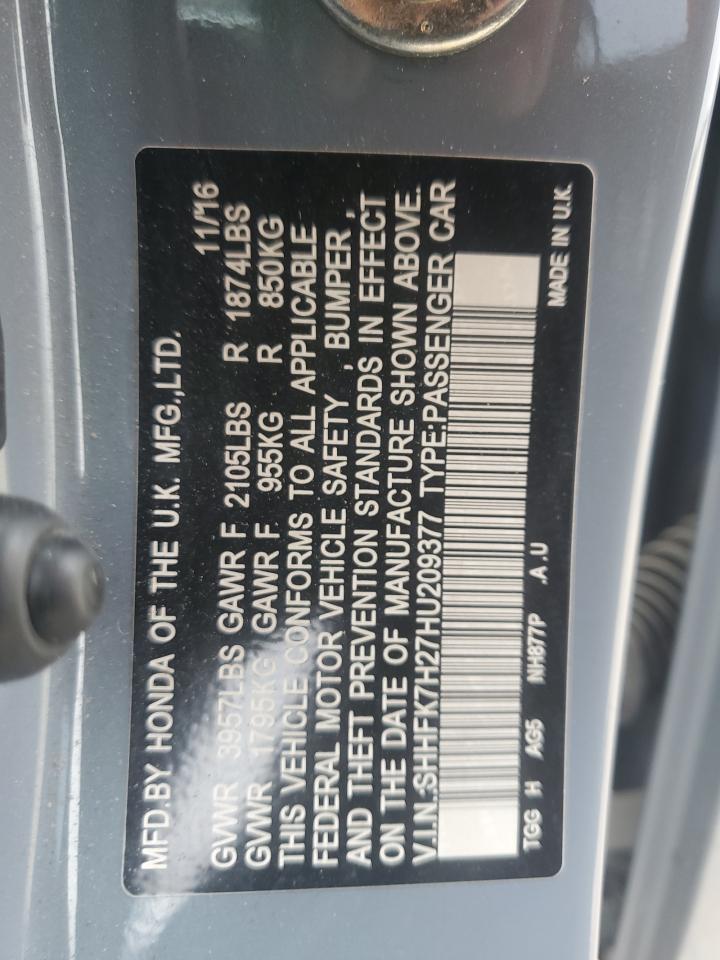 MFD.BY HONDA OF THE U.K. MFG.,LTD. 11/16
GVWR 3957LBS GAWR F 2105LBS R 1874LBS
GVWR 1795KG GAWR F 955KG R 850KG
THIS VEHICLE CONFORMS TO ALL APPLICABLE
FEDERAL MOTOR VEHICLE SAFETY , BUMPER ,
AND THEFT PREVENTION STANDARDS IN EFFECT
ON THE DATE OF MANUFACTURE SHOWN ABOVE.
V.I.N.:SHHFK7H27HU209377 TYPE:PASSENGER CAR
TGG H AG5 NH877P .A .U MADE IN U.K.